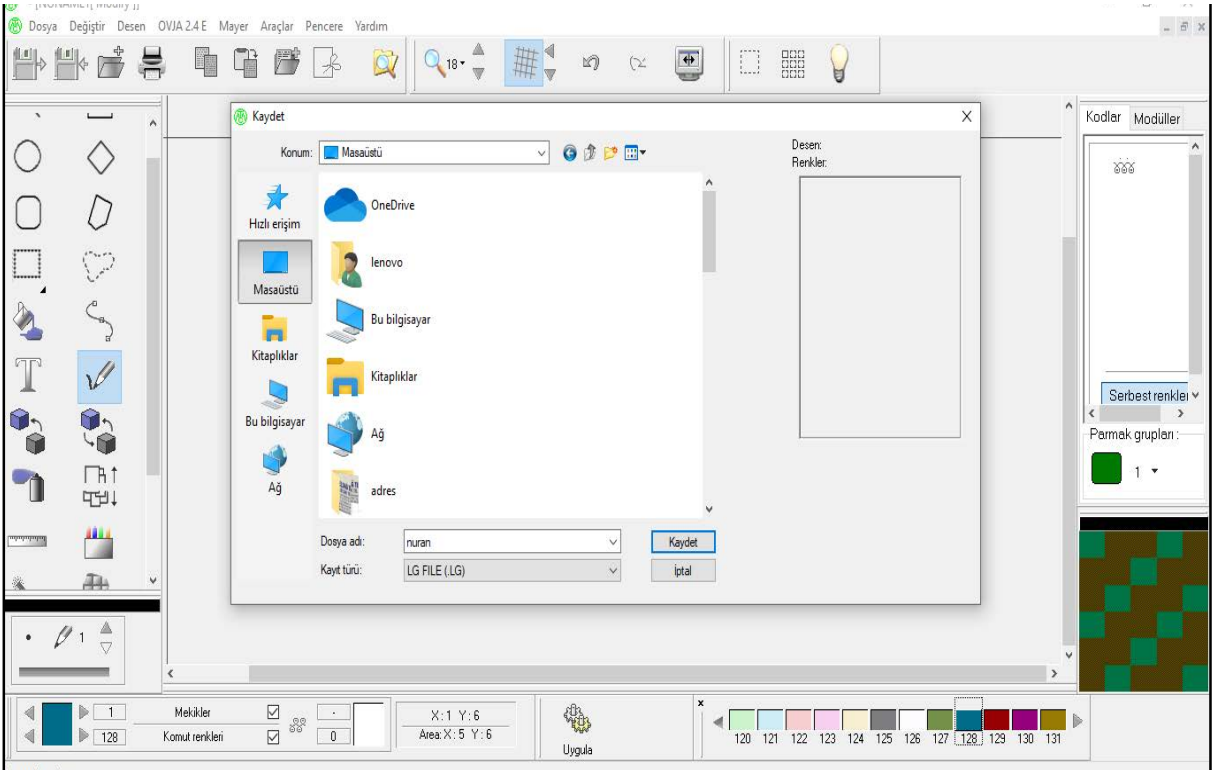 - [NONAME1[ Modify ]]
Dosya Değiştir Desen OVJA 2.4 E Mayer Araçlar Pencere Yardım
18
Kaydet X
Konum: Masaüstü
Desen:
Renkler:
Hızlı erişim
Masaüstü
Kitaplıklar
Bu bilgisayar
Ağ
OneDrive
lenovo
Bu bilgisayar
Kitaplıklar
Ağ
adres
Dosya adı: nuran Kaydet
Kayıt türü: LG FILE (.LG) İptal
Kodlar Modüller
Serbest renkler
Parmak grupları :
1
1
1 Mekikler -
128 Komut renkleri 0
X:1 Y:6
Area:X: 5 Y: 6
Uygula
x
120 121 122 123 124 125 126 127 128 129 130 131